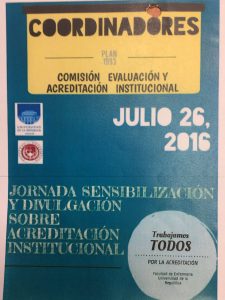 COORDINADORES
PLAN
1993
COMISIÓN EVALUACIÓN Y
ACREDITACIÓN INSTITUCIONAL
JULIO 26,
2016
JORNADA SENSIBILIZACIÓN
Y DIVULGACIÓN
SOBRE
ACREDITACIÓN
INSTITUCIONAL
Trabajamos
TODOS
POR LA ACREDITACIÓN
Facultad de Enfermería
Universidad de la
República